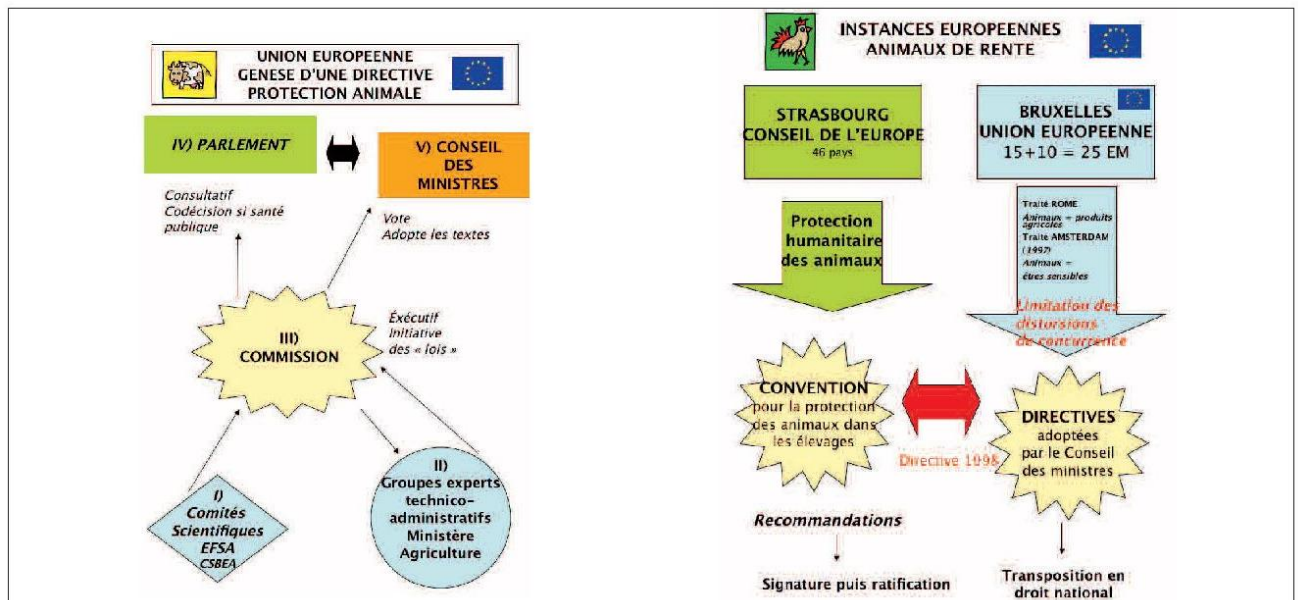 UNION EUROPEENNE
GENESE D'UNE DIRECTIVE
PROTECTION ANIMALE
IV) PARLEMENT
V) CONSEIL
DES
MINISTRES
Consultatif
Codécision si santé
publique
Vote
Adopte les textes
III)
COMMISSION
Éxécutif
Initiative
des « lois »
I)
Comités
Scientifiques
EFSA
CSBEA
II)
Groupes experts
technico-
administratifs
Ministère
Agriculture
INSTANCES EUROPEENNES
ANIMAUX DE RENTE
STRASBOURG
CONSEIL DE L'EUROPE
46 pays
BRUXELLES
UNION EUROPEENNE
15+10 = 25 EM
Protection
humanitaire
des animaux
Traité ROME
Animaux = produits
agricoles
Traité AMSTERDAM
(1997)
Animaux =
êtres sensibles
Limitation des
distorsions
de concurrence
CONVENTION
pour la protection
des animaux dans
les élevages
Directive 1998
DIRECTIVES
adoptées
par le Conseil
des ministres
Recommandations
Signature puis ratification
Transposition en
droit national